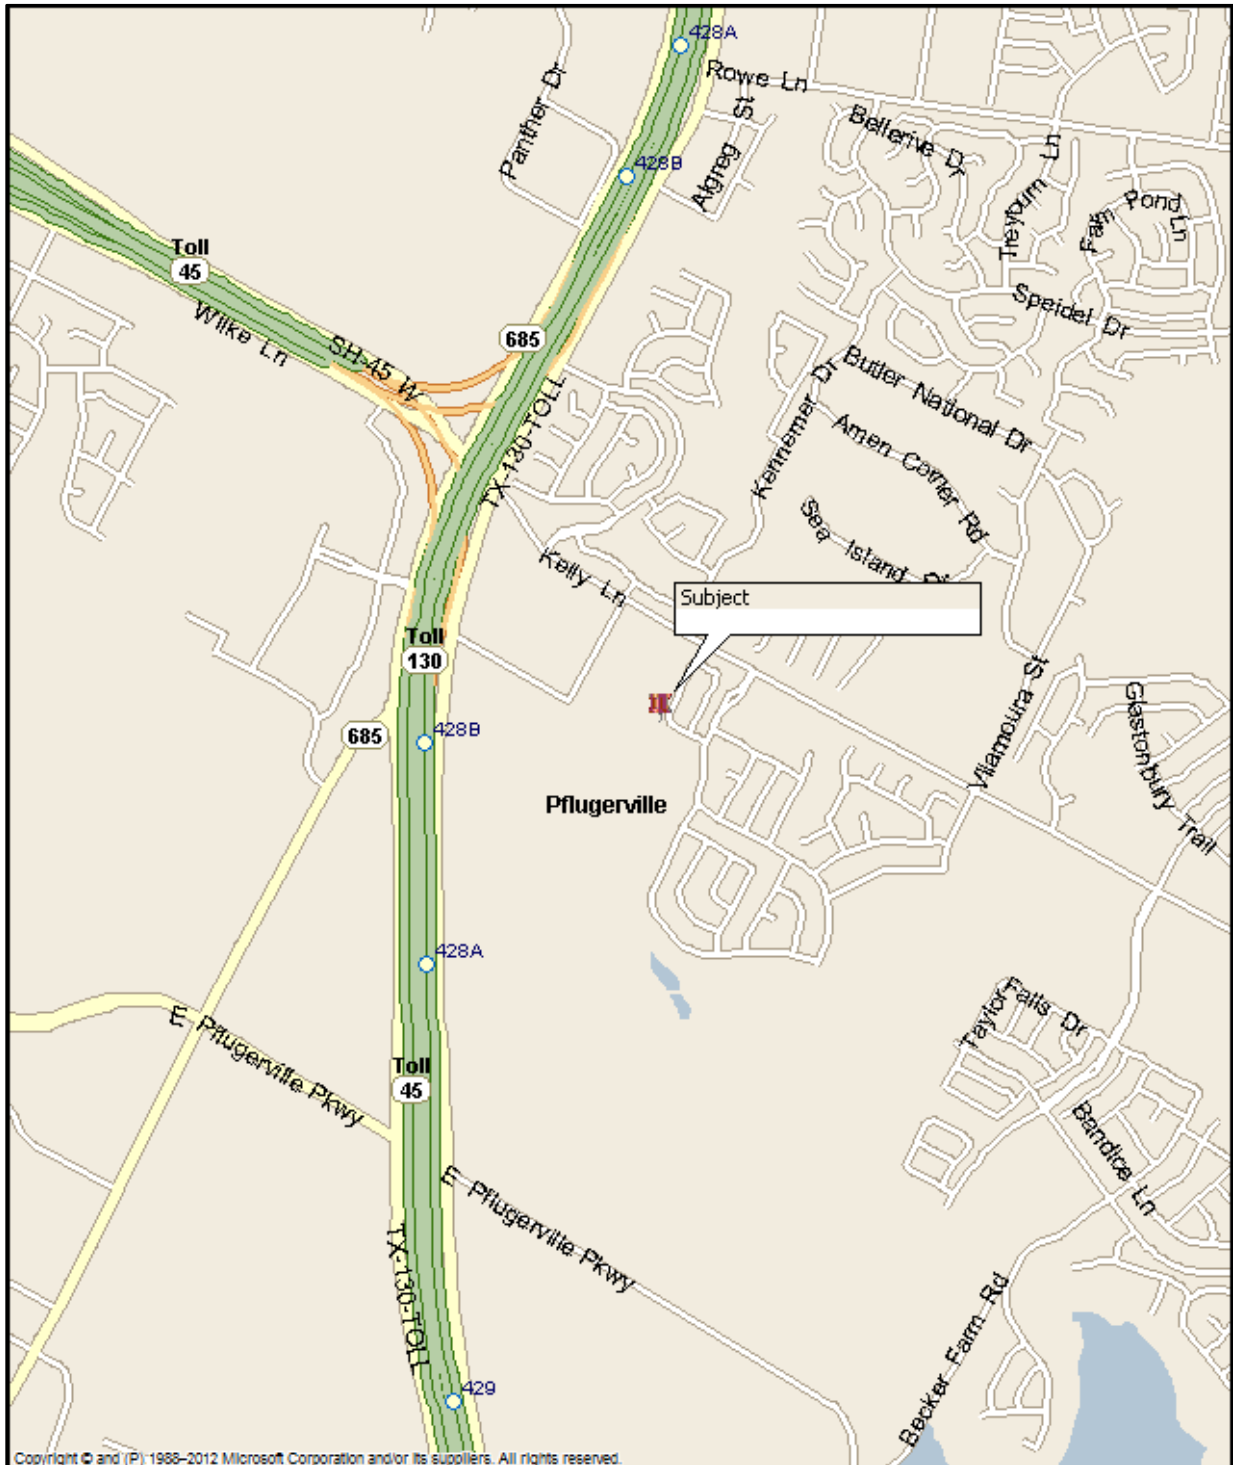 428A
Rowe Ln
Panther Dr
Algreg St
Bellerive Dr
428B
Treyburn Ln
Falm Pond Ln
Toll
45
Wilke Ln
SH-45 W
685
Speidel Dr
TX-130-TOLL
Kennemer Dr
Butler National Dr
Amen Corner Rd
Sea Island Dr
Kelly Ln
Subject
Toll
130
685
428B
Pflugerville
Vilamoura St
Glastonbury Trail
428A
E Pflugerville Pkwy
Toll
45
Taylor Falls Dr
Bandice Ln
E Pflugerville Pkwy
TX-130-TOLL
Becker Farm Rd
429
Copyright © and (P) 1988–2012 Microsoft Corporation and/or its suppliers. All rights reserved.